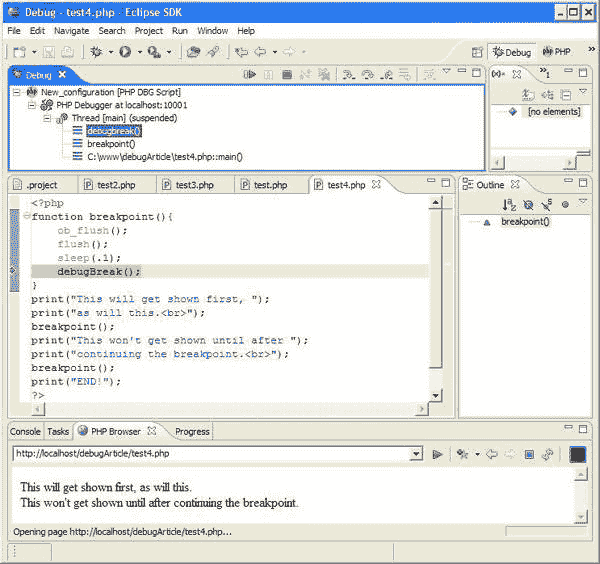 Debug - test4.php - Eclipse SDK
File Edit Navigate Search Project Run Window Help
Debug PHP
Debug
New_configuration [PHP DBG Script]
PHP Debugger at localhost:10001
Thread [main] (suspended)
debugbreak()
breakpoint()
C:\www\debugArticle\test4.php::main()
(x)= 1
[no elements]
.project test2.php test3.php test.php test4.php
<?php
function breakpoint(){
ob_flush();
flush();
sleep(.1);
debugBreak();
}
print("This will get shown first, ");
print("as will this.<br>");
breakpoint();
print("This won't get shown until after ");
print("continuing the breakpoint.<br>");
breakpoint();
print("END!");
?>
Outline
breakpoint()
Console Tasks PHP Browser Progress
http://localhost/debugArticle/test4.php
This will get shown first, as will this.
This won't get shown until after continuing the breakpoint.
Opening page http://localhost/debugArticle/test4.php...